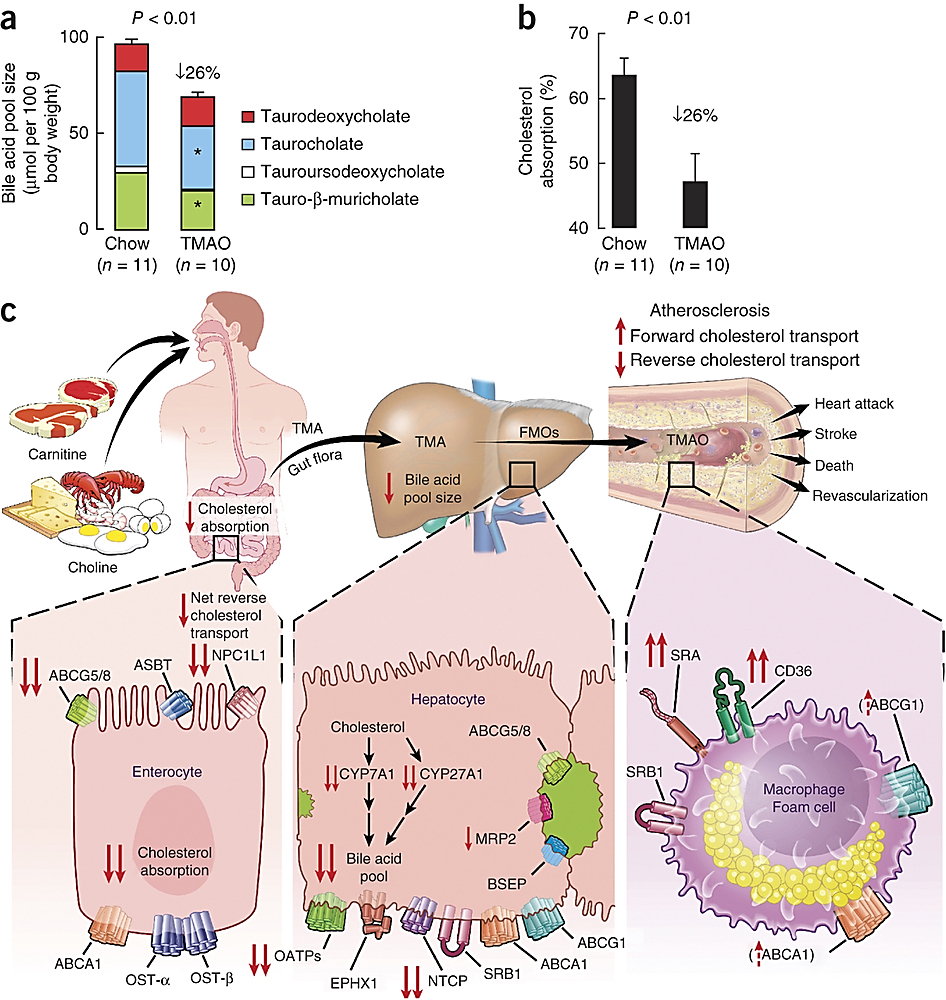 a
P < 0.01
Bile acid pool size
(μmol per 100 g
body weight)
100
50
0
↓26%
*
*
Chow
(n = 11)
TMAO
(n = 10)
Taurodeoxycholate
Taurocholate
Tauroursodeoxycholate
Tauro-β-muricholate
b
P < 0.01
Cholesterol
absorption (%)
70
60
50
40
↓26%
Chow
(n = 11)
TMAO
(n = 10)
c
Carnitine
Choline
TMA
Gut flora
Cholesterol
absorption
Net reverse
cholesterol
transport
TMA
FMOs
Bile acid
pool size
Atherosclerosis
Forward cholesterol transport
Reverse cholesterol transport
TMAO
Heart attack
Stroke
Death
Revascularization
ABCG5/8
ASBT
NPC1L1
Enterocyte
Cholesterol
absorption
ABCA1
OST-α
OST-β
Hepatocyte
Cholesterol
CYP7A1
CYP27A1
Bile acid
pool
ABCG5/8
MRP2
BSEP
OATPs
EPHX1
NTCP
SRB1
ABCA1
ABCG1
SRA
CD36
(↑ABCG1)
SRB1
Macrophage
Foam cell
(↑ABCA1)